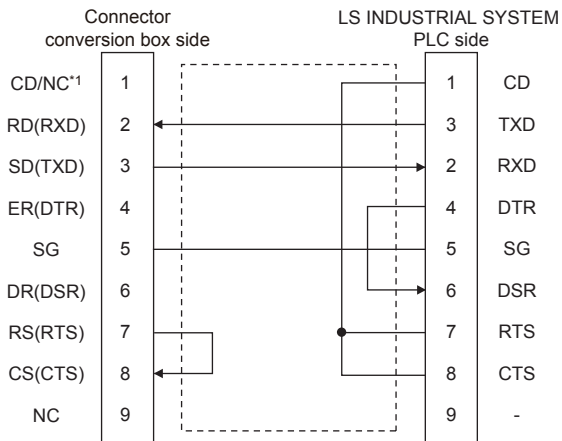 Connector
conversion box side
LS INDUSTRIAL SYSTEM
PLC side
CD/NC*1 1 1 CD
RD(RXD) 2 3 TXD
SD(TXD) 3 2 RXD
ER(DTR) 4 4 DTR
SG 5 5 SG
DR(DSR) 6 6 DSR
RS(RTS) 7 7 RTS
CS(CTS) 8 8 CTS
NC 9 9 -